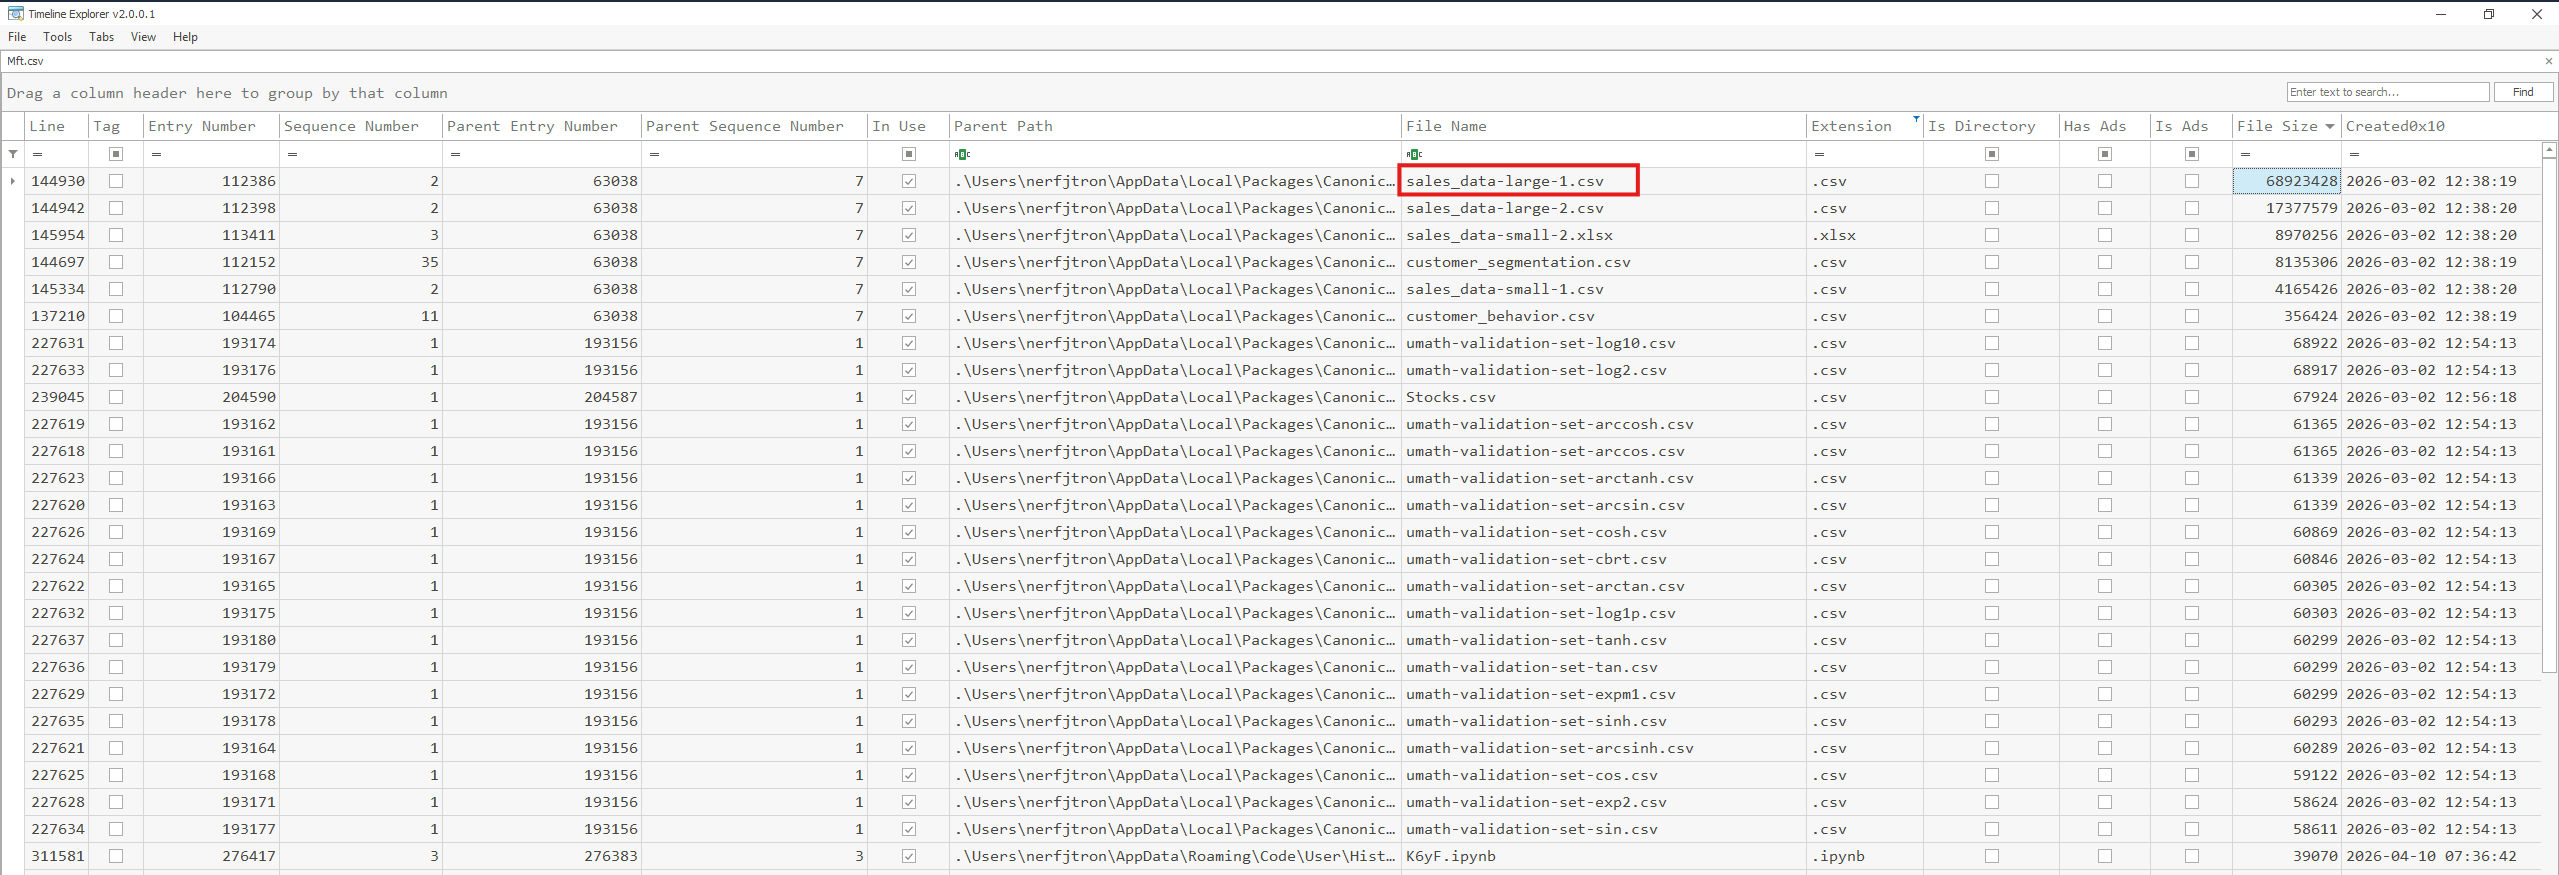 Timeline Explorer v2.0.0.1
File Tools Tabs View Help
Mft.csv
Drag a column header here to group by that column
Enter text to search... Find
Line Tag Entry Number Sequence Number Parent Entry Number Parent Sequence Number In Use Parent Path File Name Extension Is Directory Has Ads Is Ads File Size Created0x10
= = = = = = = =
144930 112386 2 63038 7 .\Users\nerfjtron\AppData\Local\Packages\Canonic… sales_data-large-1.csv .csv 68923428 2026-03-02 12:38:19
144942 112398 2 63038 7 .\Users\nerfjtron\AppData\Local\Packages\Canonic… sales_data-large-2.csv .csv 17377579 2026-03-02 12:38:20
145954 113411 3 63038 7 .\Users\nerfjtron\AppData\Local\Packages\Canonic… sales_data-small-2.xlsx .xlsx 8970256 2026-03-02 12:38:20
144697 112152 35 63038 7 .\Users\nerfjtron\AppData\Local\Packages\Canonic… customer_segmentation.csv .csv 8135306 2026-03-02 12:38:19
145334 112790 2 63038 7 .\Users\nerfjtron\AppData\Local\Packages\Canonic… sales_data-small-1.csv .csv 4165426 2026-03-02 12:38:20
137210 104465 11 63038 7 .\Users\nerfjtron\AppData\Local\Packages\Canonic… customer_behavior.csv .csv 356424 2026-03-02 12:38:19
227631 193174 1 193156 1 .\Users\nerfjtron\AppData\Local\Packages\Canonic… umath-validation-set-log10.csv .csv 68922 2026-03-02 12:54:13
227633 193176 1 193156 1 .\Users\nerfjtron\AppData\Local\Packages\Canonic… umath-validation-set-log2.csv .csv 68917 2026-03-02 12:54:13
239045 204590 1 204587 1 .\Users\nerfjtron\AppData\Local\Packages\Canonic… Stocks.csv .csv 67924 2026-03-02 12:56:18
227619 193162 1 193156 1 .\Users\nerfjtron\AppData\Local\Packages\Canonic… umath-validation-set-arccosh.csv .csv 61365 2026-03-02 12:54:13
227618 193161 1 193156 1 .\Users\nerfjtron\AppData\Local\Packages\Canonic… umath-validation-set-arccos.csv .csv 61365 2026-03-02 12:54:13
227623 193166 1 193156 1 .\Users\nerfjtron\AppData\Local\Packages\Canonic… umath-validation-set-arctanh.csv .csv 61339 2026-03-02 12:54:13
227620 193163 1 193156 1 .\Users\nerfjtron\AppData\Local\Packages\Canonic… umath-validation-set-arcsin.csv .csv 61339 2026-03-02 12:54:13
227626 193169 1 193156 1 .\Users\nerfjtron\AppData\Local\Packages\Canonic… umath-validation-set-cosh.csv .csv 60869 2026-03-02 12:54:13
227624 193167 1 193156 1 .\Users\nerfjtron\AppData\Local\Packages\Canonic… umath-validation-set-cbrt.csv .csv 60846 2026-03-02 12:54:13
227622 193165 1 193156 1 .\Users\nerfjtron\AppData\Local\Packages\Canonic… umath-validation-set-arctan.csv .csv 60305 2026-03-02 12:54:13
227632 193175 1 193156 1 .\Users\nerfjtron\AppData\Local\Packages\Canonic… umath-validation-set-log1p.csv .csv 60303 2026-03-02 12:54:13
227637 193180 1 193156 1 .\Users\nerfjtron\AppData\Local\Packages\Canonic… umath-validation-set-tanh.csv .csv 60299 2026-03-02 12:54:13
227636 193179 1 193156 1 .\Users\nerfjtron\AppData\Local\Packages\Canonic… umath-validation-set-tan.csv .csv 60299 2026-03-02 12:54:13
227629 193172 1 193156 1 .\Users\nerfjtron\AppData\Local\Packages\Canonic… umath-validation-set-expm1.csv .csv 60299 2026-03-02 12:54:13
227635 193178 1 193156 1 .\Users\nerfjtron\AppData\Local\Packages\Canonic… umath-validation-set-sinh.csv .csv 60293 2026-03-02 12:54:13
227621 193164 1 193156 1 .\Users\nerfjtron\AppData\Local\Packages\Canonic… umath-validation-set-arcsinh.csv .csv 60289 2026-03-02 12:54:13
227625 193168 1 193156 1 .\Users\nerfjtron\AppData\Local\Packages\Canonic… umath-validation-set-cos.csv .csv 59122 2026-03-02 12:54:13
227628 193171 1 193156 1 .\Users\nerfjtron\AppData\Local\Packages\Canonic… umath-validation-set-exp2.csv .csv 58624 2026-03-02 12:54:13
227634 193177 1 193156 1 .\Users\nerfjtron\AppData\Local\Packages\Canonic… umath-validation-set-sin.csv .csv 58611 2026-03-02 12:54:13
311581 276417 3 276383 3 .\Users\nerfjtron\AppData\Roaming\Code\User\Hist… K6yF.ipynb .ipynb 39070 2026-04-10 07:36:42